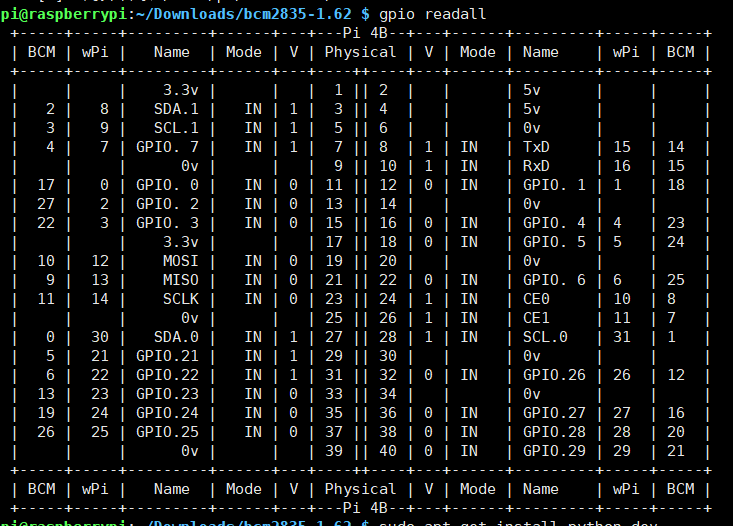 pi@raspberrypi:~/Downloads/bcm2835-1.62 $ gpio readall
 +-----+-----+---------+------+---+---Pi 4B--+---+------+---------+-----+-----+
 | BCM | wPi |   Name  | Mode | V | Physical | V | Mode | Name    | wPi | BCM |
 +-----+-----+---------+------+---+----++----+---+------+---------+-----+-----+
 |     |     |    3.3v |      |   |  1 || 2  |   |      | 5v      |     |     |
 |   2 |   8 |   SDA.1 |   IN | 1 |  3 || 4  |   |      | 5v      |     |     |
 |   3 |   9 |   SCL.1 |   IN | 1 |  5 || 6  |   |      | 0v      |     |     |
 |   4 |   7 | GPIO. 7 |   IN | 1 |  7 || 8  | 1 | IN   | TxD     | 15  | 14  |
 |     |     |      0v |      |   |  9 || 10 | 1 | IN   | RxD     | 16  | 15  |
 |  17 |   0 | GPIO. 0 |   IN | 0 | 11 || 12 | 0 | IN   | GPIO. 1 | 1   | 18  |
 |  27 |   2 | GPIO. 2 |   IN | 0 | 13 || 14 |   |      | 0v      |     |     |
 |  22 |   3 | GPIO. 3 |   IN | 0 | 15 || 16 | 0 | IN   | GPIO. 4 | 4   | 23  |
 |     |     |    3.3v |      |   | 17 || 18 | 0 | IN   | GPIO. 5 | 5   | 24  |
 |  10 |  12 |    MOSI |   IN | 0 | 19 || 20 |   |      | 0v      |     |     |
 |   9 |  13 |    MISO |   IN | 0 | 21 || 22 | 0 | IN   | GPIO. 6 | 6   | 25  |
 |  11 |  14 |    SCLK |   IN | 0 | 23 || 24 | 1 | IN   | CE0     | 10  | 8   |
 |     |     |      0v |      |   | 25 || 26 | 1 | IN   | CE1     | 11  | 7   |
 |   0 |  30 |   SDA.0 |   IN | 1 | 27 || 28 | 1 | IN   | SCL.0   | 31  | 1   |
 |   5 |  21 | GPIO.21 |   IN | 1 | 29 || 30 |   |      | 0v      |     |     |
 |   6 |  22 | GPIO.22 |   IN | 1 | 31 || 32 | 0 | IN   | GPIO.26 | 26  | 12  |
 |  13 |  23 | GPIO.23 |   IN | 0 | 33 || 34 |   |      | 0v      |     |     |
 |  19 |  24 | GPIO.24 |   IN | 0 | 35 || 36 | 0 | IN   | GPIO.27 | 27  | 16  |
 |  26 |  25 | GPIO.25 |   IN | 0 | 37 || 38 | 0 | IN   | GPIO.28 | 28  | 20  |
 |     |     |      0v |      |   | 39 || 40 | 0 | IN   | GPIO.29 | 29  | 21  |
 +-----+-----+---------+------+---+----++----+---+------+---------+-----+-----+
 | BCM | wPi |   Name  | Mode | V | Physical | V | Mode | Name    | wPi | BCM |
 +-----+-----+---------+------+---+---Pi 4B--+---+------+---------+-----+-----+
pi@raspberrypi:~/Downloads/bcm2835-1.62 $ sudo apt-get install python-dev